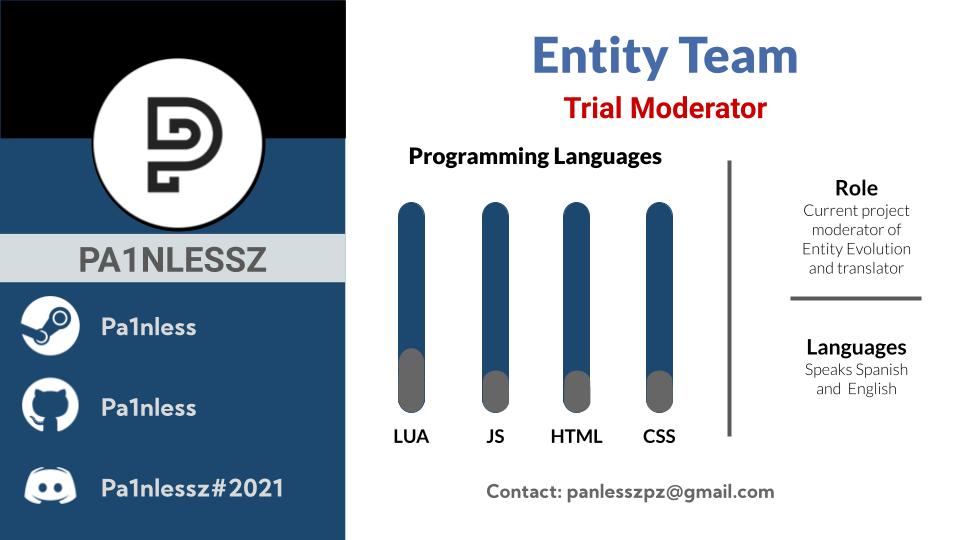 PA1NLESSZ
Pa1nless
Pa1nless
Pa1nlessz#2021
Entity Team
Trial Moderator
Programming Languages
LUA
JS
HTML
CSS
Role
Current project
moderator of
Entity Evolution
and translator
Languages
Speaks Spanish
and English
Contact: panlesszpz@gmail.com